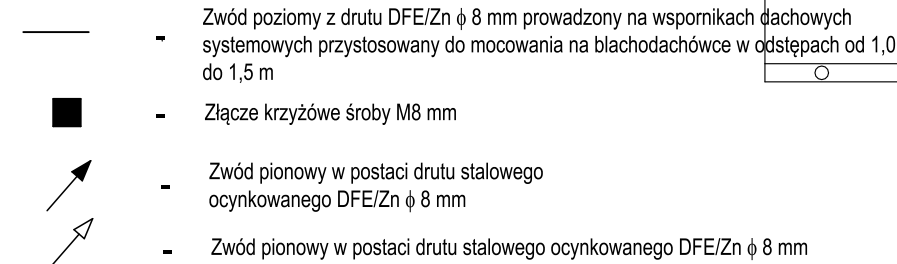 Zwód poziomy z drutu DFE/Zn ϕ 8 mm prowadzony na wspornikach dachowych
systemowych przystosowany do mocowania na blachodachówce w odstępach od 1,0
do 1,5 m
- Złącze krzyżówe śroby M8 mm
Zwód pionowy w postaci drutu stalowego
- ocynkowanego DFE/Zn ϕ 8 mm
- Zwód pionowy w postaci drutu stalowego ocynkowanego DFE/Zn ϕ 8 mm